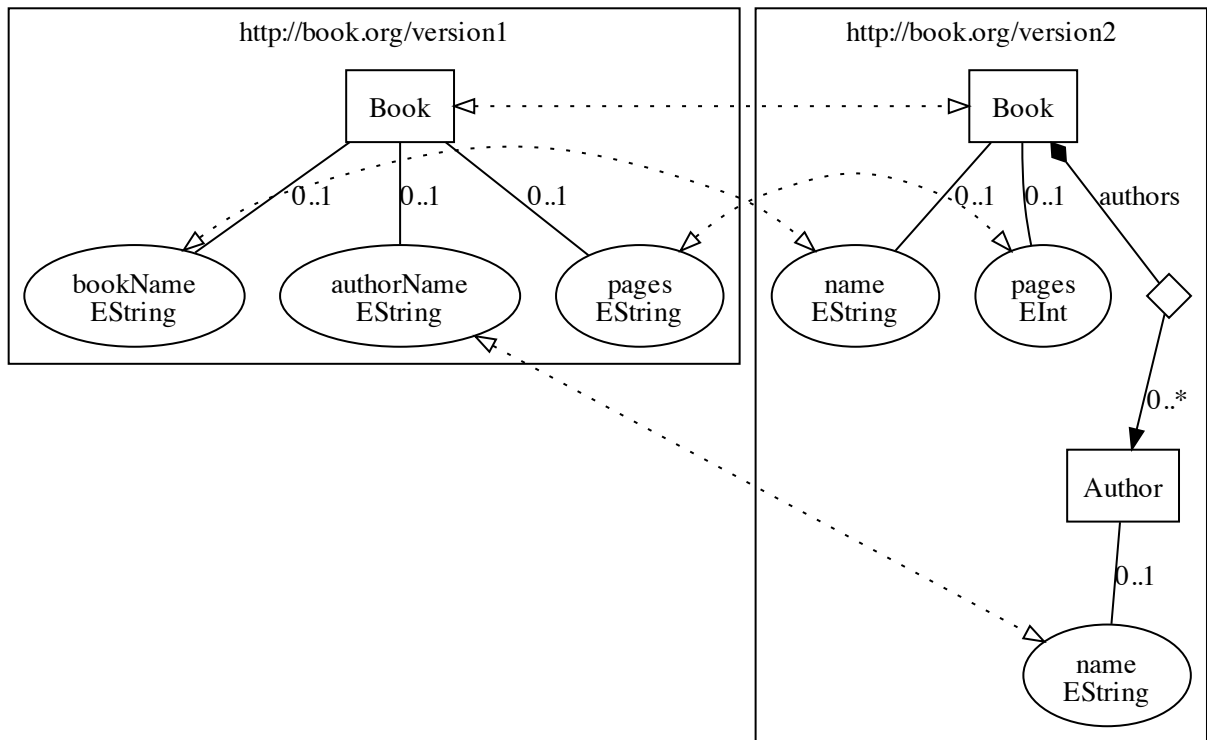 http://book.org/version1
Book
0..1
0..1
0..1
bookName
EString
authorName
EString
pages
EString
http://book.org/version2
Book
0..1
0..1
authors
name
EString
pages
EInt
0..*
Author
0..1
name
EString